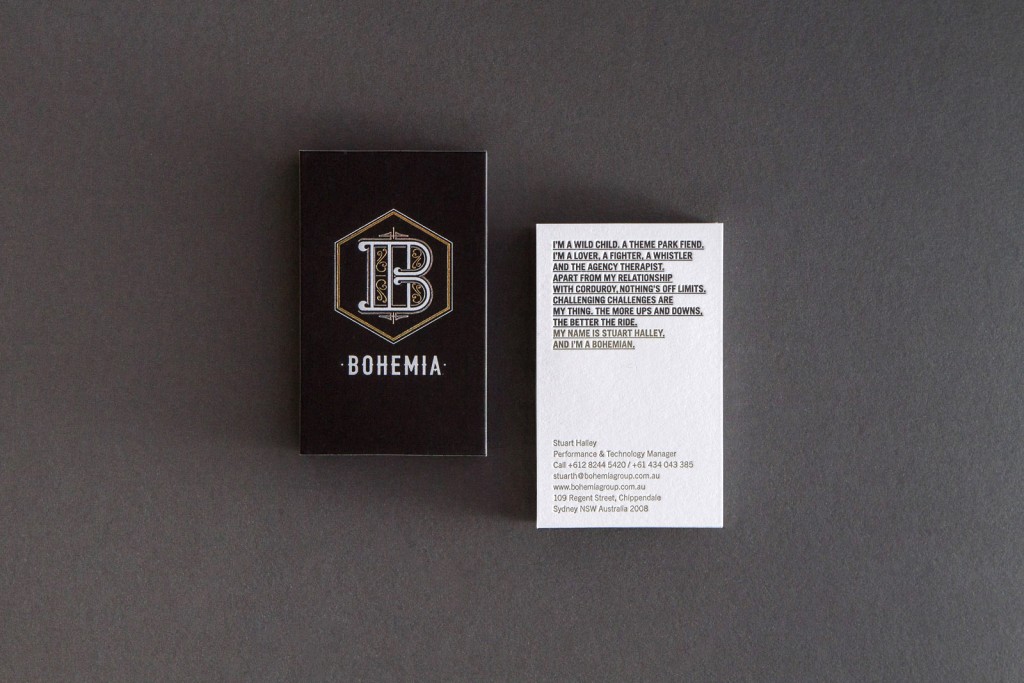 B
·BOHEMIA·
I'M A WILD CHILD. A THEME PARK FIEND.
I'M A LOVER, A FIGHTER, A WHISTLER
AND THE AGENCY THERAPIST.
APART FROM MY RELATIONSHIP
WITH CORDUROY, NOTHING'S OFF LIMITS.
CHALLENGING CHALLENGES ARE
MY THING. THE MORE UPS AND DOWNS,
THE BETTER THE RIDE.
MY NAME IS STUART HALLEY,
AND I'M A BOHEMIAN.
Stuart Halley
Performance & Technology Manager
Call +612 8244 5420 / +61 434 043 385
stuarth@bohemiagroup.com.au
www.bohemiagroup.com.au
109 Regent Street, Chippendale
Sydney NSW Australia 2008